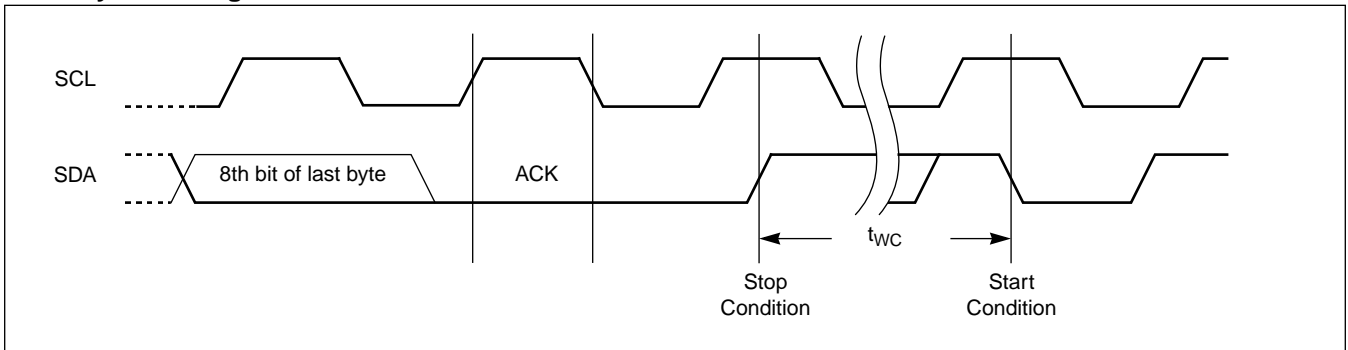 SCL
SDA
8th bit of last byte
ACK
tWC
Stop
Condition
Start
Condition